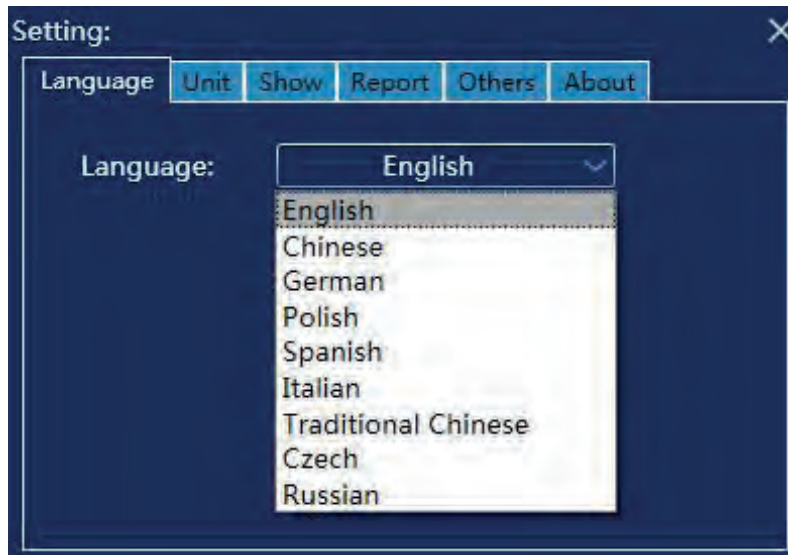 Setting:
Language Unit Show Report Others About
Language: English
English
Chinese
German
Polish
Spanish
Italian
Traditional Chinese
Czech
Russian